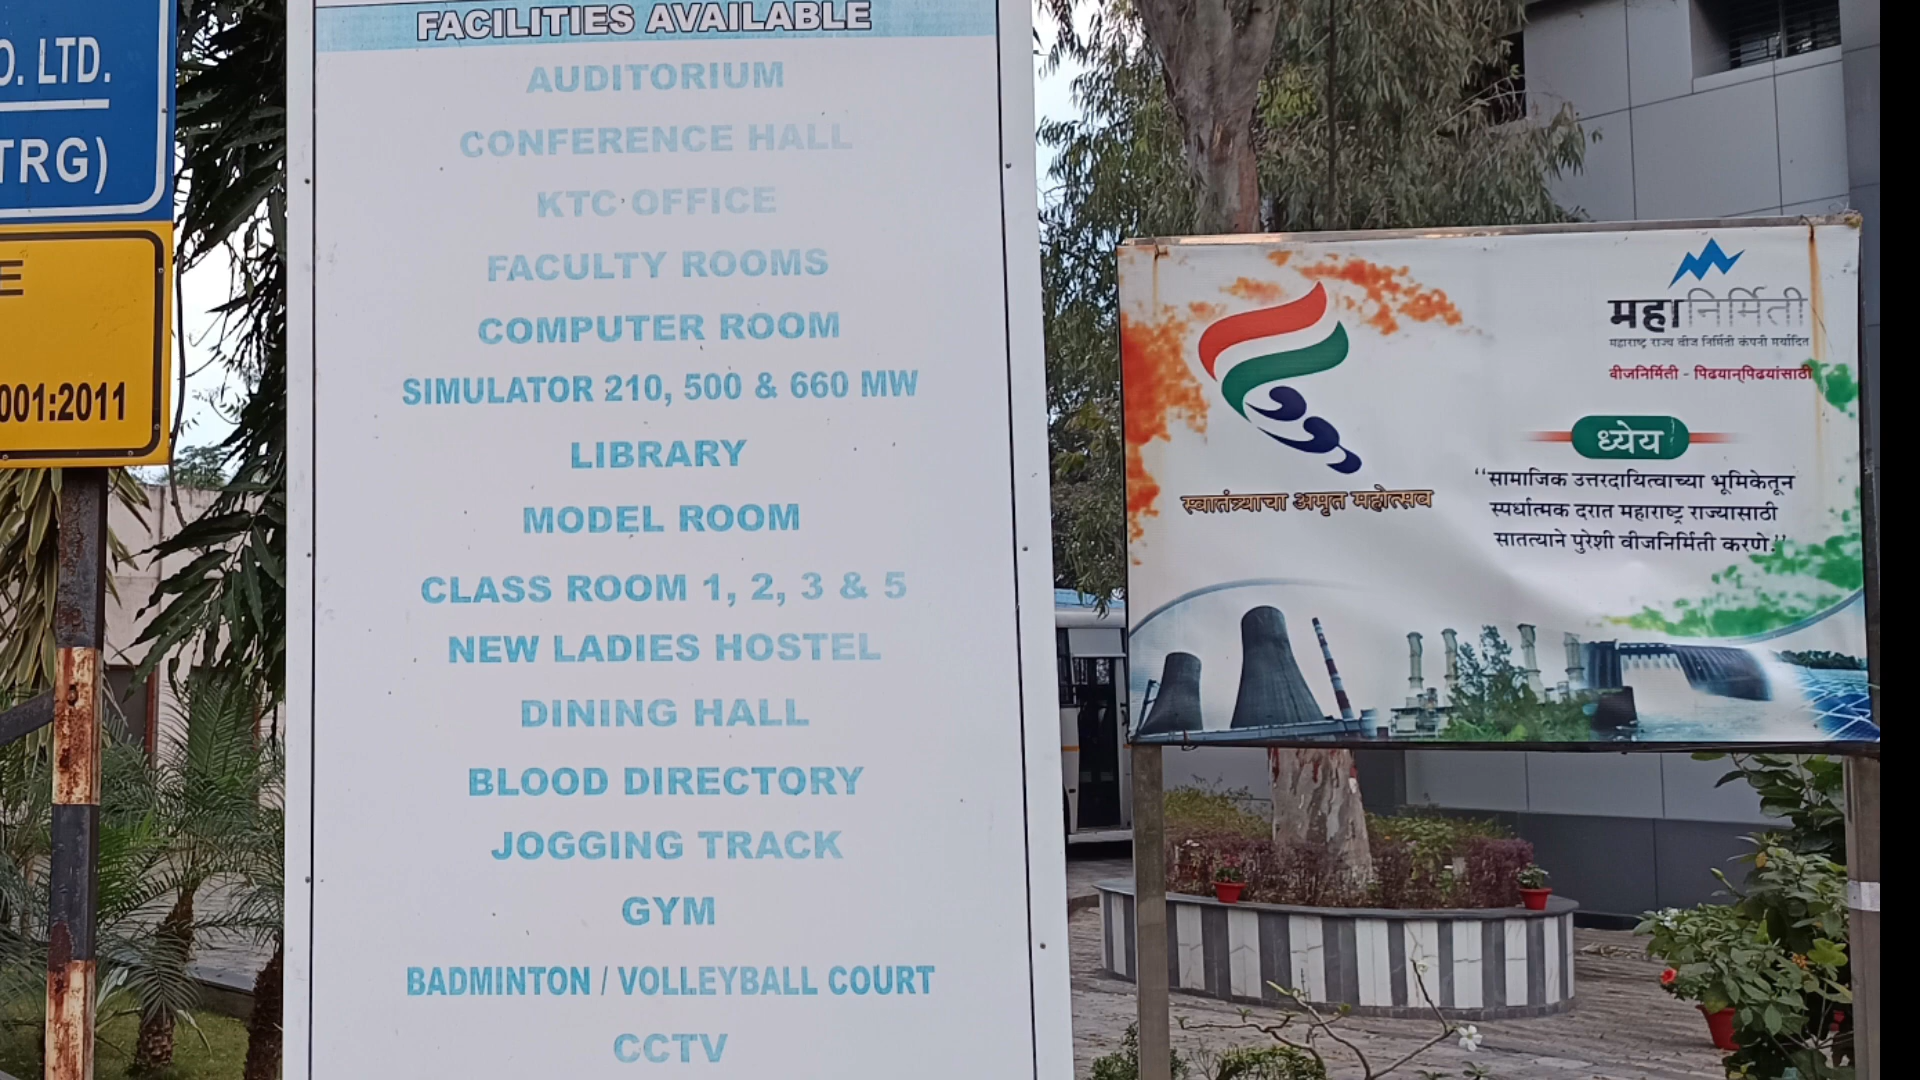 O. LTD.
TRG)
E
001:2011
FACILITIES AVAILABLE
AUDITORIUM
CONFERENCE HALL
KTC OFFICE
FACULTY ROOMS
COMPUTER ROOM
SIMULATOR 210, 500 & 660 MW
LIBRARY
MODEL ROOM
CLASS ROOM 1, 2, 3 & 5
NEW LADIES HOSTEL
DINING HALL
BLOOD DIRECTORY
JOGGING TRACK
GYM
BADMINTON / VOLLEYBALL COURT
CCTV
महानिर्मिती
महाराष्ट्र राज्य वीज निर्मिती कंपनी मर्यादित
वीजनिर्मिती - पिढयान्‌पिढयांसाठी
स्वातंत्र्याचा अमृत महोत्सव
ध्येय
“सामाजिक उत्तरदायित्वाच्या भूमिकेतून
स्पर्धात्मक दरात महाराष्ट्र राज्यासाठी
सातत्याने पुरेशी वीजनिर्मिती करणे.”